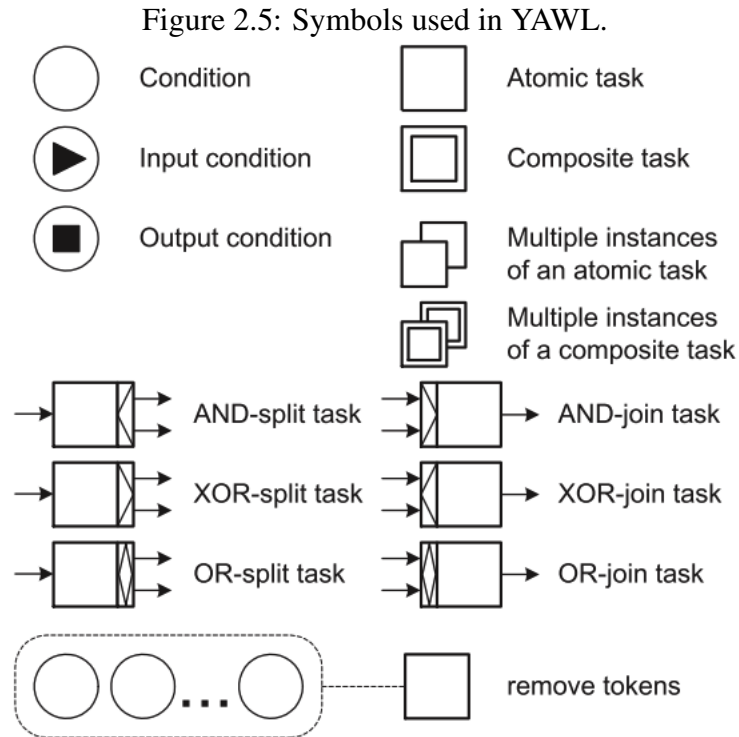 Figure 2.5: Symbols used in YAWL.
Condition
Atomic task
Input condition
Composite task
Output condition
Multiple instances
of an atomic task
Multiple instances
of a composite task
AND-split task
AND-join task
XOR-split task
XOR-join task
OR-split task
OR-join task
remove tokens